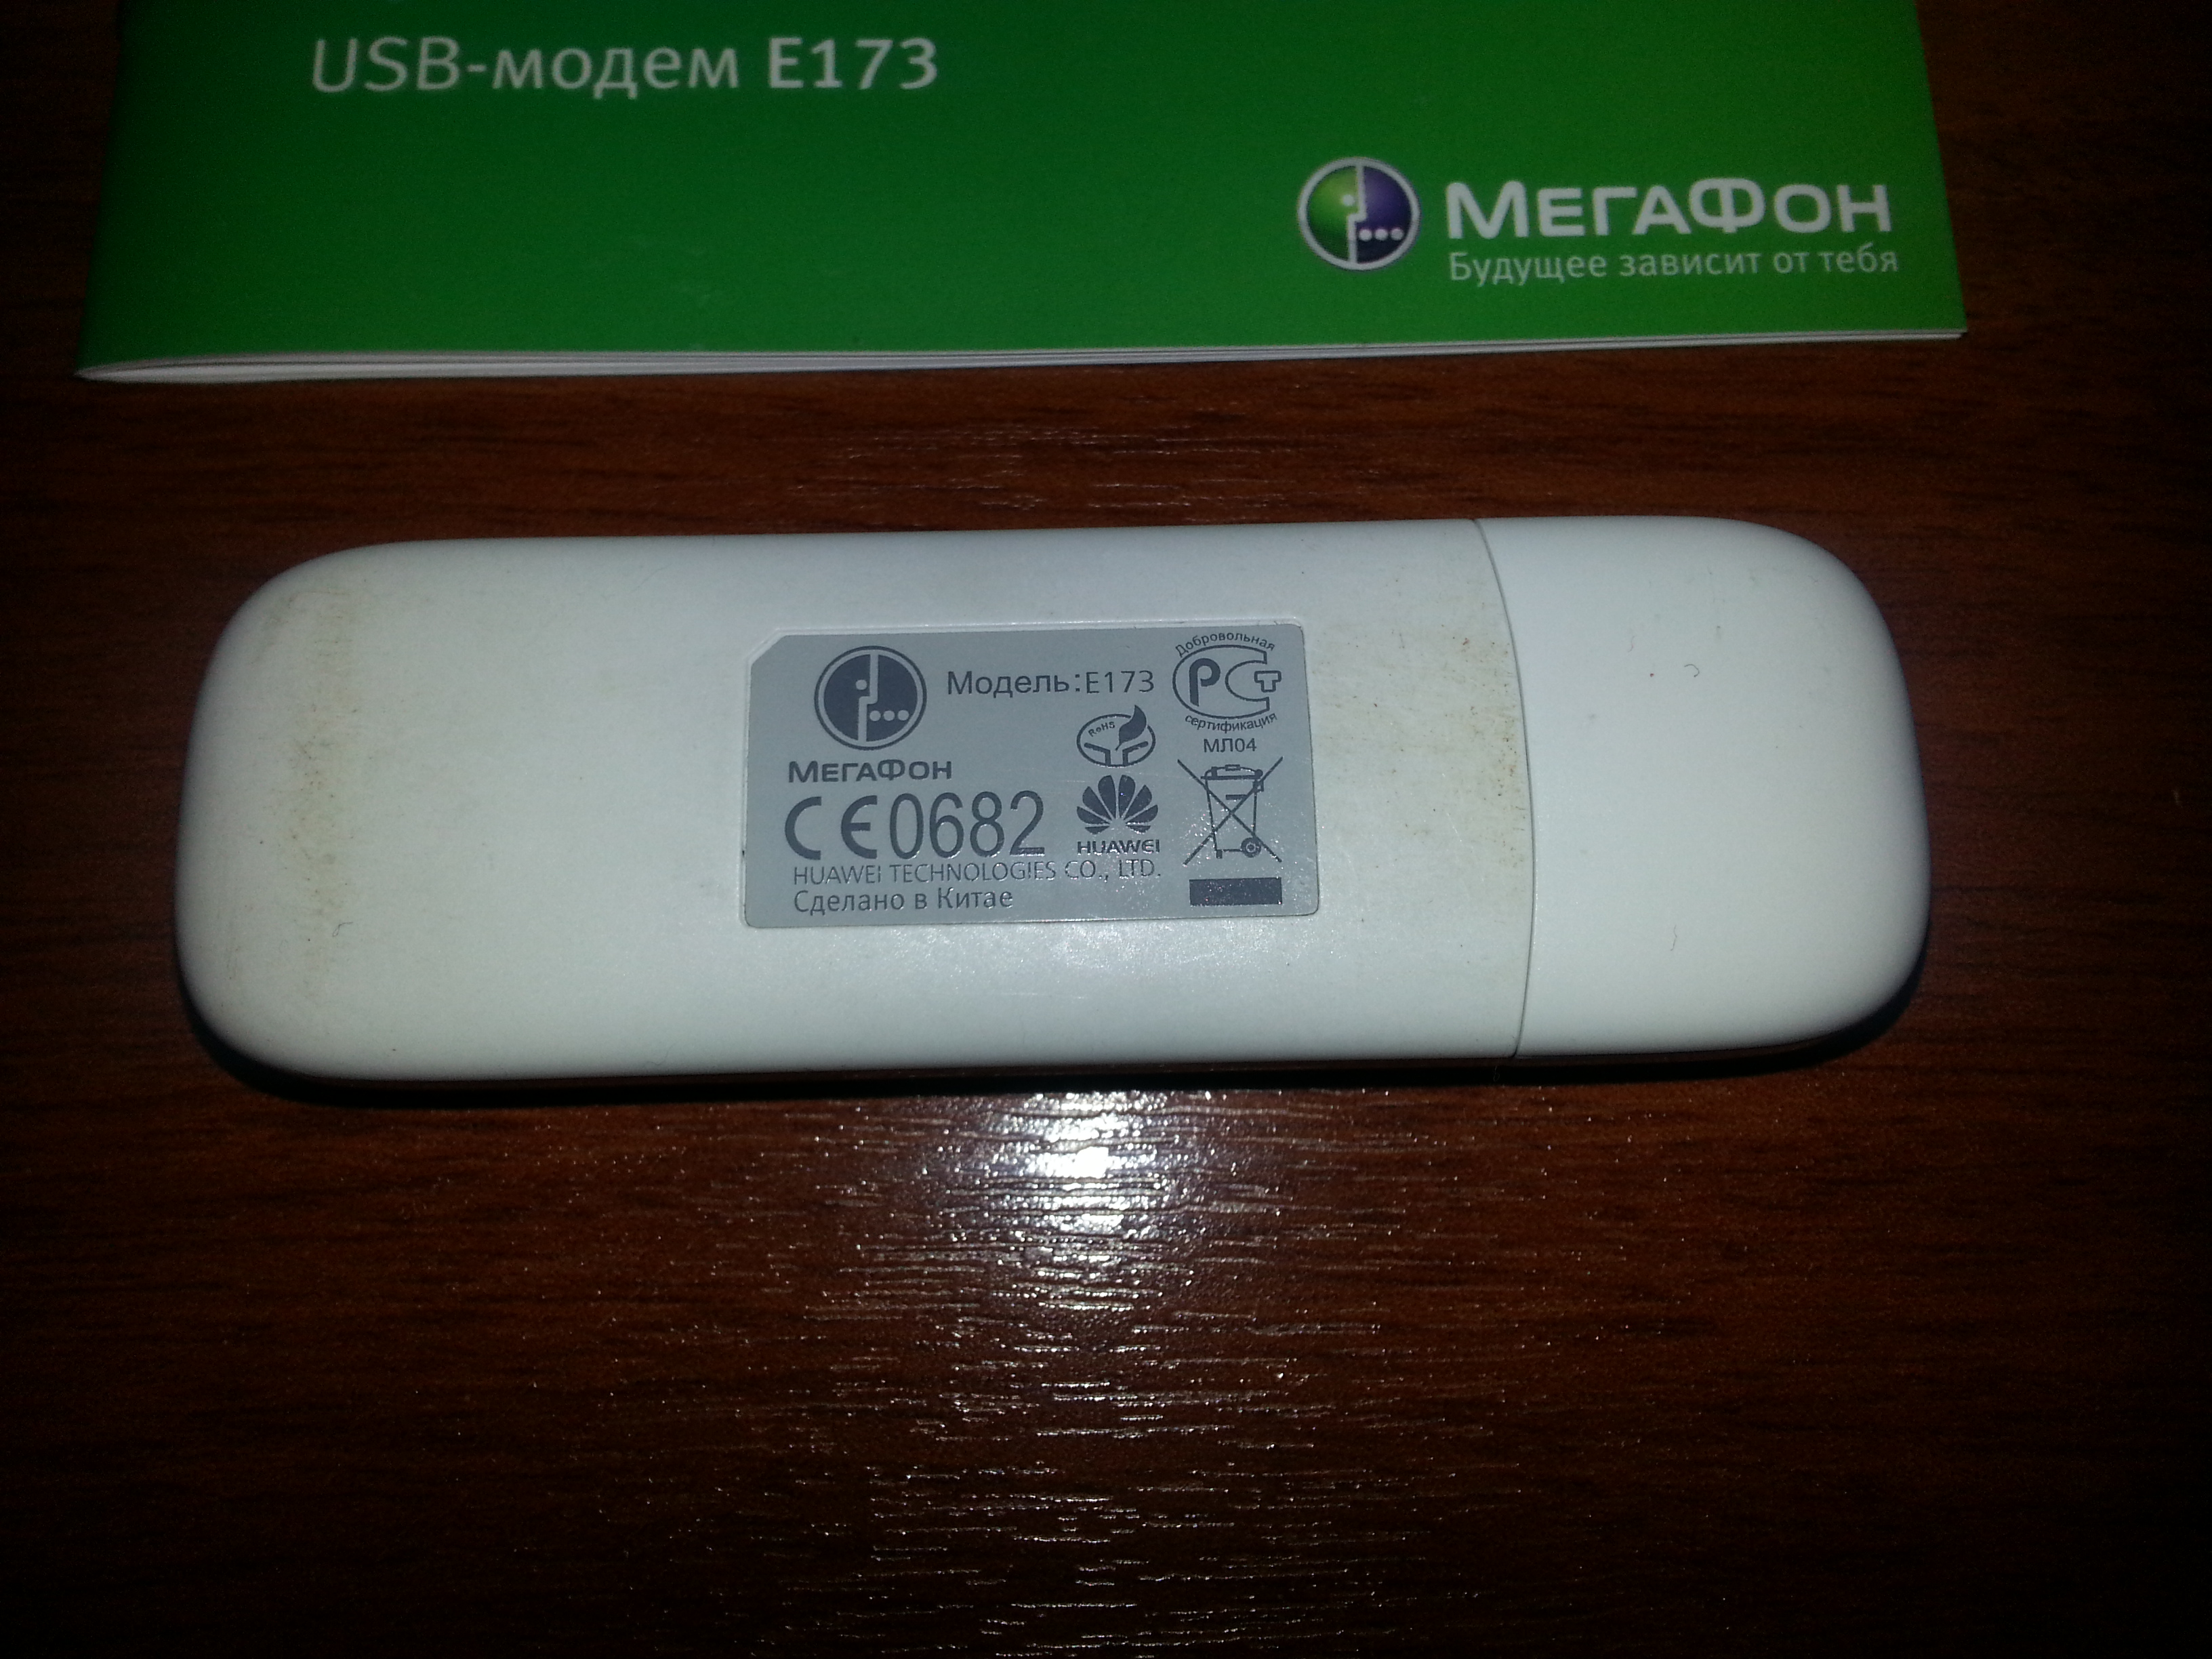 USB-модем E173
МЕГАФОН
Будущее зависит от тебя
Модель:E173
Добровольная
РСТ
сертификация
МЛ04
RoHS
МЕГАФОН
CE0682
HUAWEI
HUAWEI TECHNOLOGIES CO., LTD.
Сделано в Китае